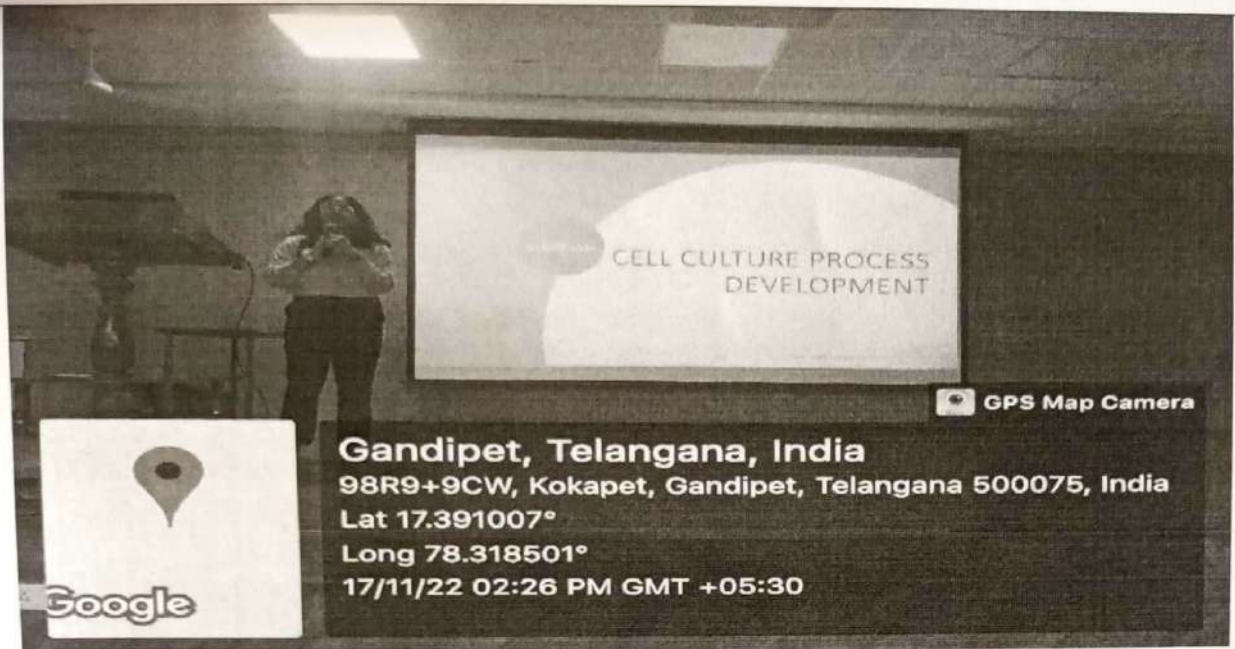 CELL CULTURE PROCESS
DEVELOPMENT
GPS Map Camera
Gandipet, Telangana, India
98R9+9CW, Kokapet, Gandipet, Telangana 500075, India
Lat 17.391007°
Long 78.318501°
17/11/22 02:26 PM GMT +05:30
Google